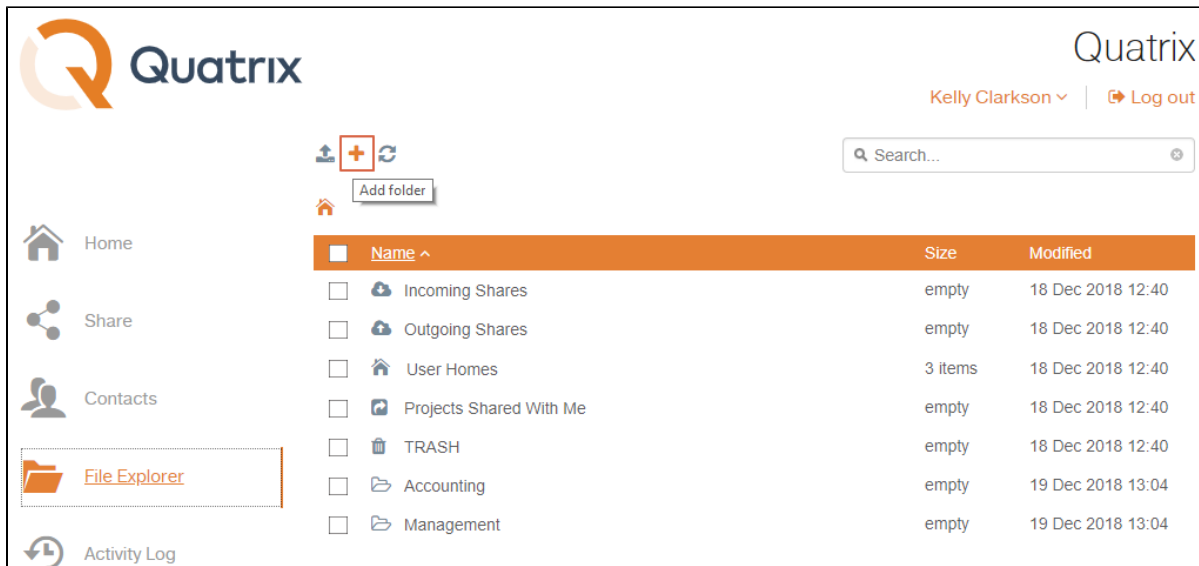 Quatrix
Quatrix
Kelly Clarkson
Log out
Search...
Add folder
Home
Share
Contacts
File Explorer
Activity Log
Name Size Modified
Incoming Shares empty 18 Dec 2018 12:40
Outgoing Shares empty 18 Dec 2018 12:40
User Homes 3 items 18 Dec 2018 12:40
Projects Shared With Me empty 18 Dec 2018 12:40
TRASH empty 18 Dec 2018 12:40
Accounting empty 19 Dec 2018 13:04
Management empty 19 Dec 2018 13:04